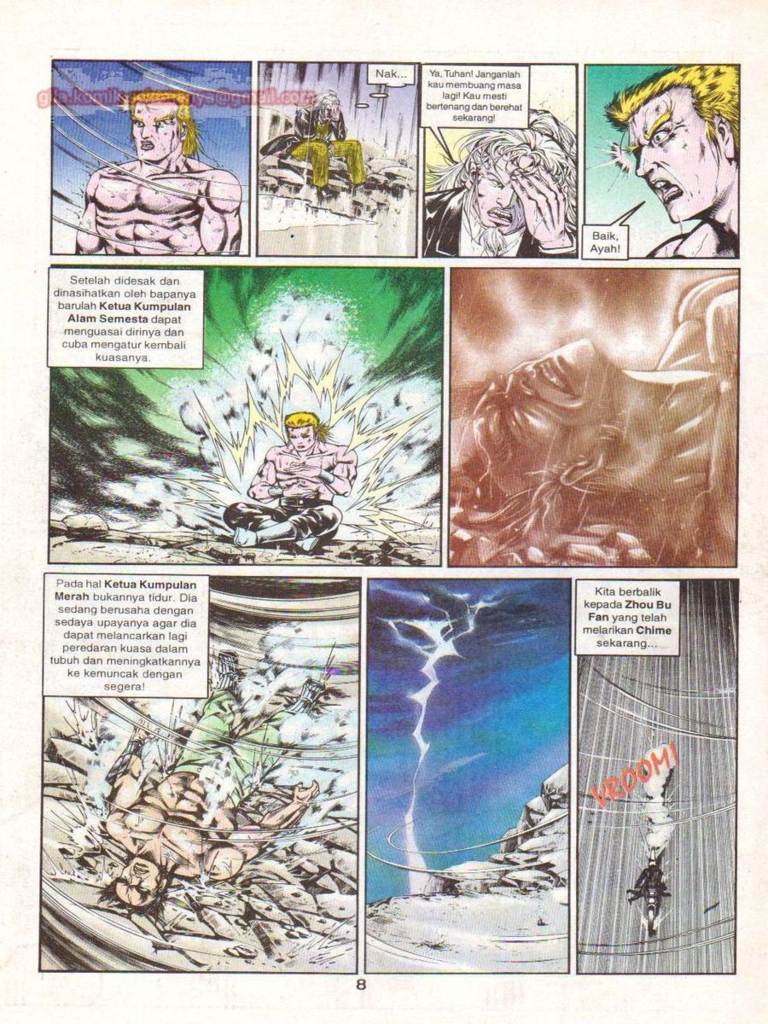 gila.komik
Nak...
Ya, Tuhan! Janganlah
kau membuang masa
lagi! Kau mesti
bertenang dan berehat
sekarang!
Baik,
Ayah!
Setelah didesak dan
dinasihatkan oleh bapanya
barulah Ketua Kumpulan
Alam Semesta dapat
menguasai dirinya dan
cuba mengatur kembali
kuasanya.
Pada hal Ketua Kumpulan
Merah bukannya tidur. Dia
sedang berusaha dengan
sedaya upayanya agar dia
dapat melancarkan lagi
peredaran kuasa dalam
tubuh dan meningkatkannya
ke kemuncak dengan
segera!
Kita berbalik
kepada Zhou Bu
Fan yang telah
melarikan Chime
sekarang...
VROOM!
8